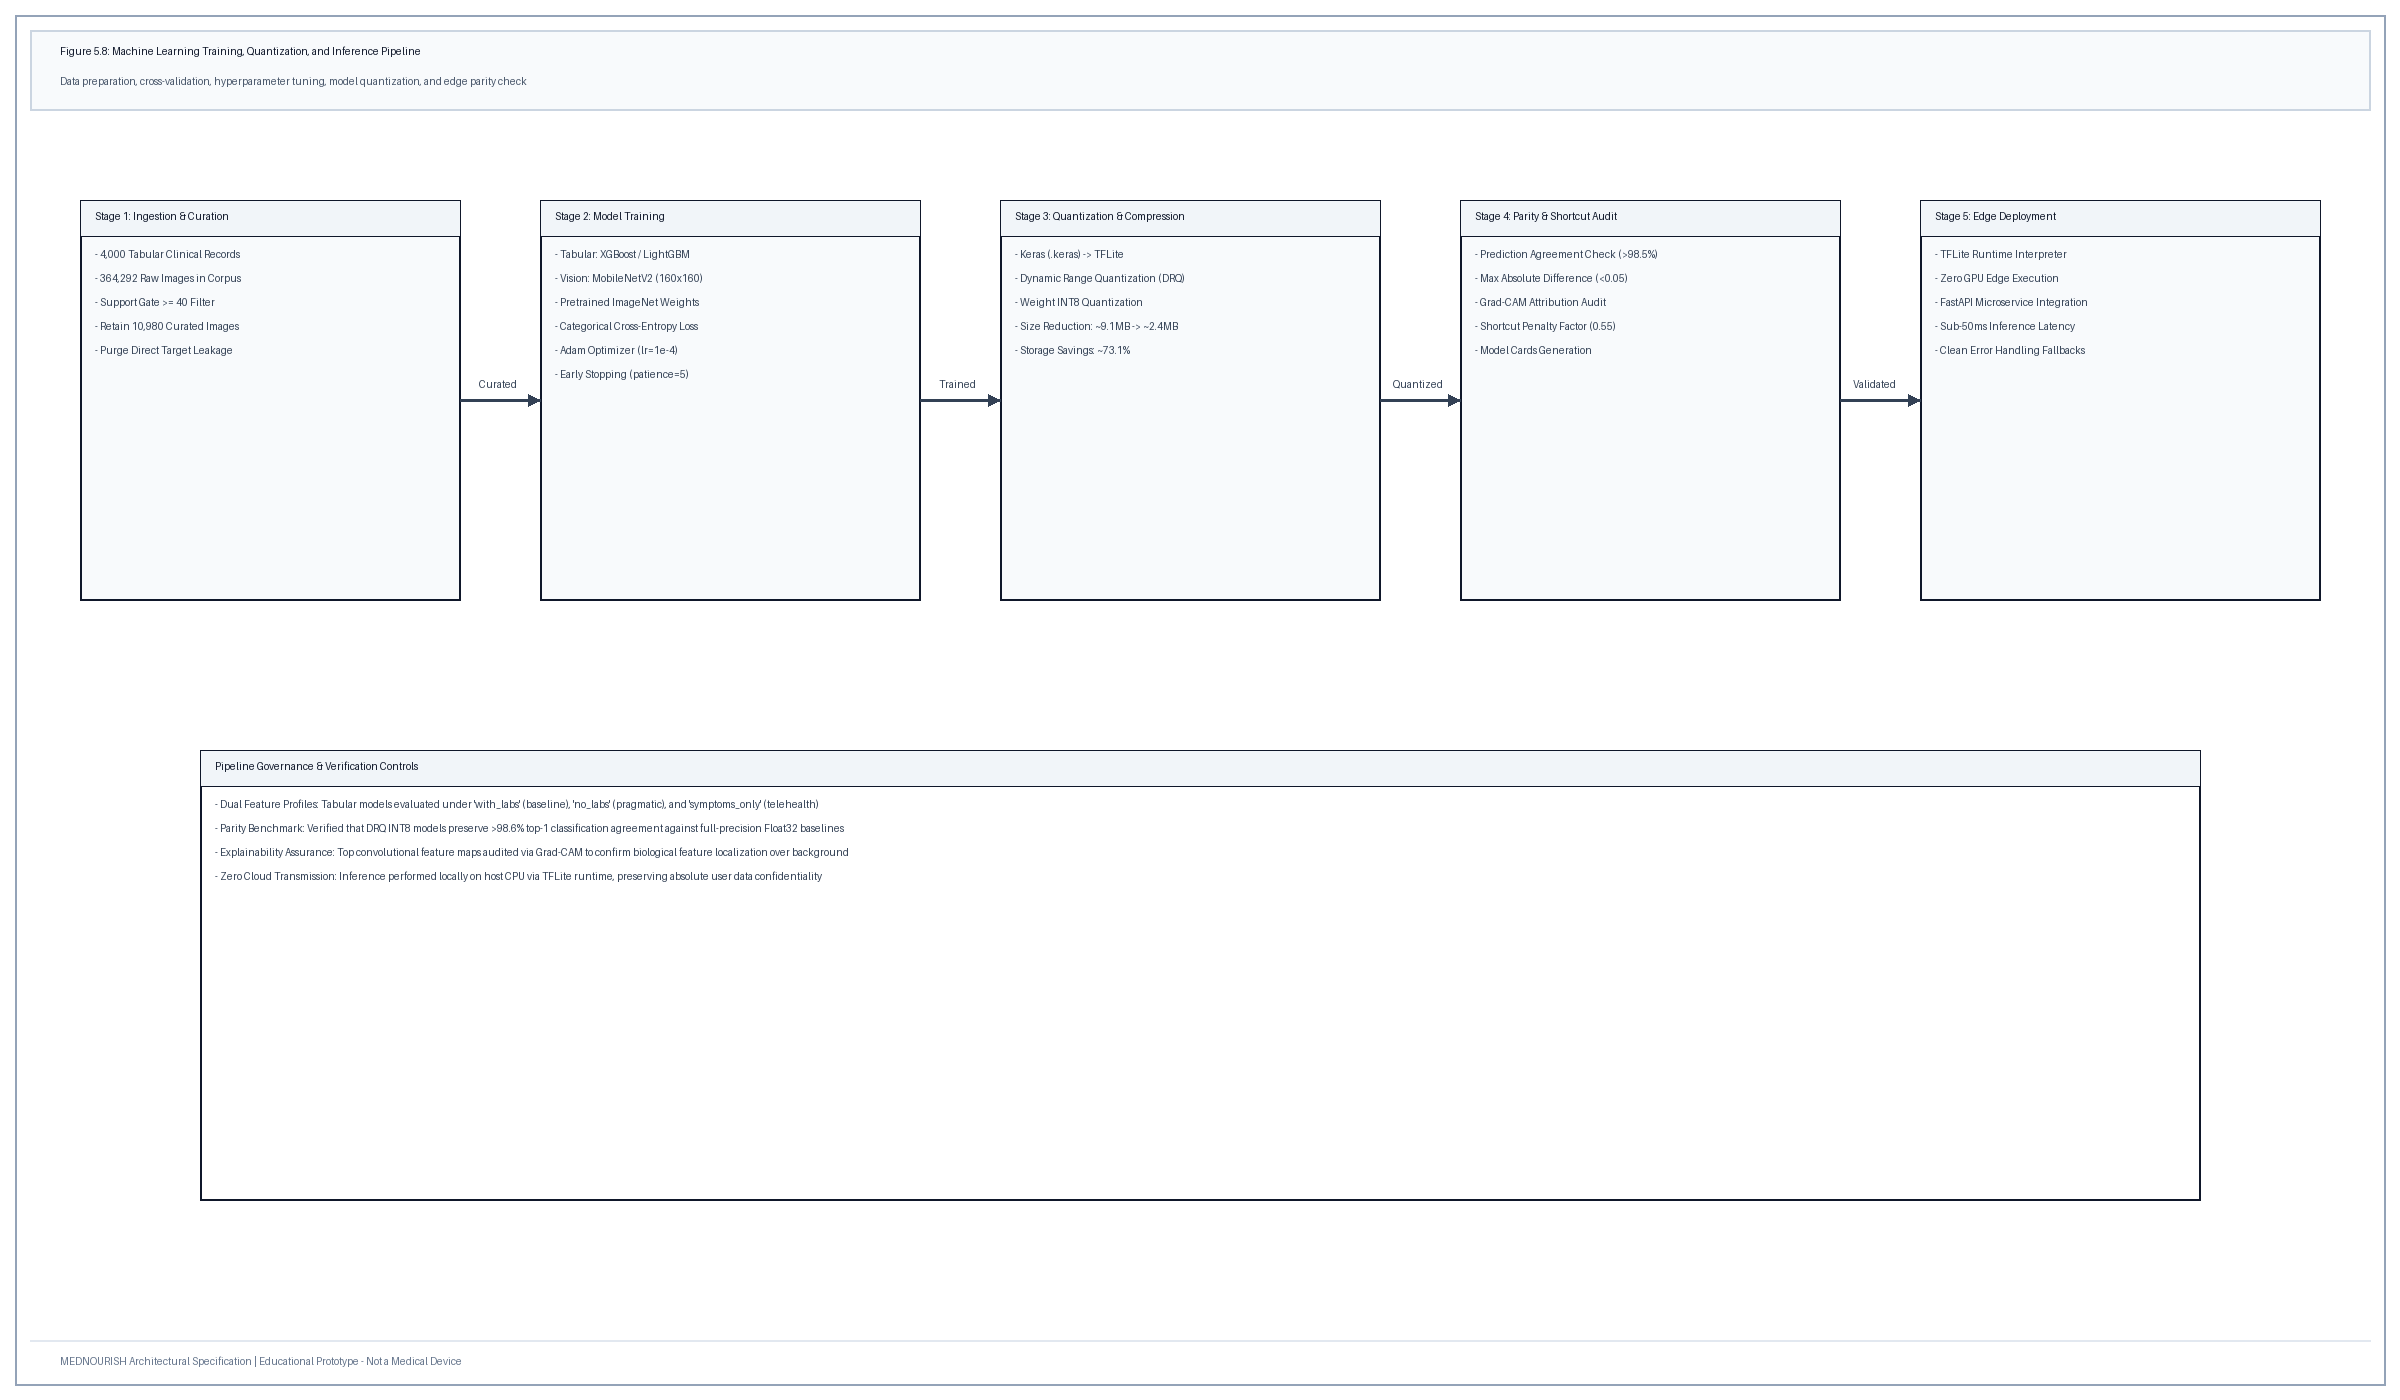 Figure 5.8: Machine Learning Training, Quantization, and Inference Pipeline
Data preparation, cross-validation, hyperparameter tuning, model quantization, and edge parity check
Stage 1: Ingestion & Curation
- 4,000 Tabular Clinical Records
- 364,292 Raw Images in Corpus
- Support Gate >= 40 Filter
- Retain 10,980 Curated Images
- Purge Direct Target Leakage
Curated
Stage 2: Model Training
- Tabular: XGBoost / LightGBM
- Vision: MobileNetV2 (160x160)
- Pretrained ImageNet Weights
- Categorical Cross-Entropy Loss
- Adam Optimizer (lr=1e-4)
- Early Stopping (patience=5)
Trained
Stage 3: Quantization & Compression
- Keras (.keras) -> TFLite
- Dynamic Range Quantization (DRQ)
- Weight INT8 Quantization
- Size Reduction: ~9.1MB -> ~2.4MB
- Storage Savings: ~73.1%
Quantized
Stage 4: Parity & Shortcut Audit
- Prediction Agreement Check (>98.5%)
- Max Absolute Difference (<0.05)
- Grad-CAM Attribution Audit
- Shortcut Penalty Factor (0.55)
- Model Cards Generation
Validated
Stage 5: Edge Deployment
- TFLite Runtime Interpreter
- Zero GPU Edge Execution
- FastAPI Microservice Integration
- Sub-50ms Inference Latency
- Clean Error Handling Fallbacks
Pipeline Governance & Verification Controls
- Dual Feature Profiles: Tabular models evaluated under 'with_labs' (baseline), 'no_labs' (pragmatic), and 'symptoms_only' (telehealth)
- Parity Benchmark: Verified that DRQ INT8 models preserve >98.6% top-1 classification agreement against full-precision Float32 baselines
- Explainability Assurance: Top convolutional feature maps audited via Grad-CAM to confirm biological feature localization over background
- Zero Cloud Transmission: Inference performed locally on host CPU via TFLite runtime, preserving absolute user data confidentiality
MEDNOURISH Architectural Specification | Educational Prototype - Not a Medical Device